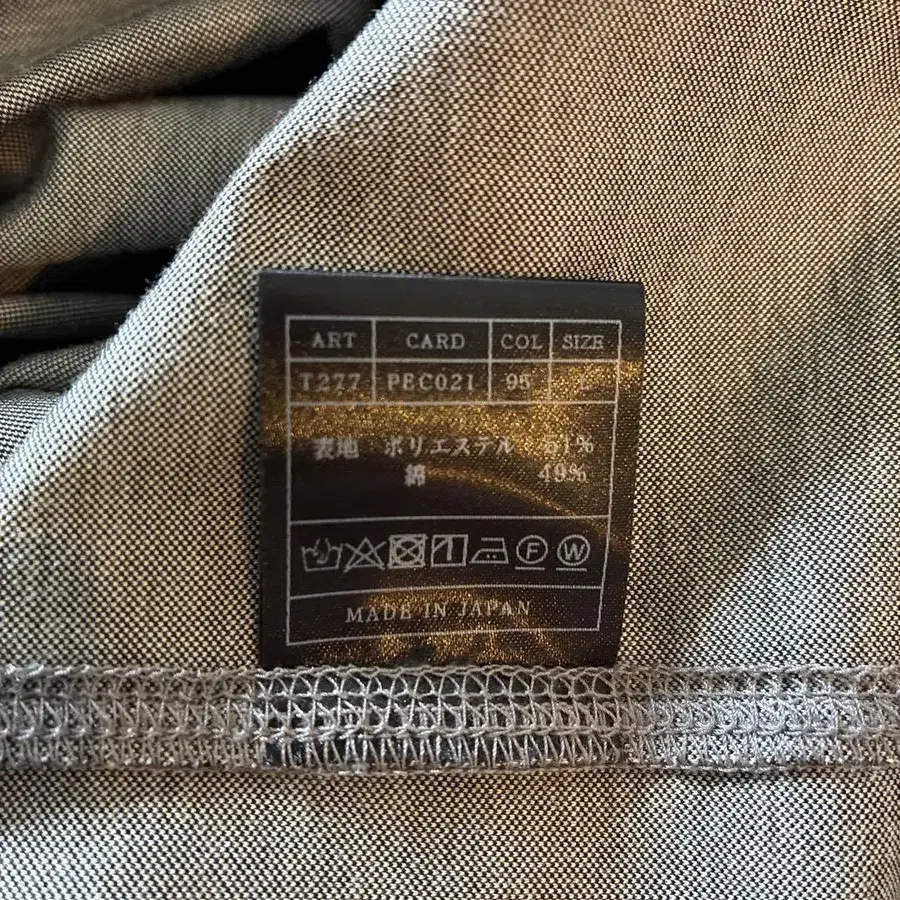 ART CARD COL SIZE
T277 PEC021 95
表地 ポリエステル 51%
綿 49%
F W
MADE IN JAPAN